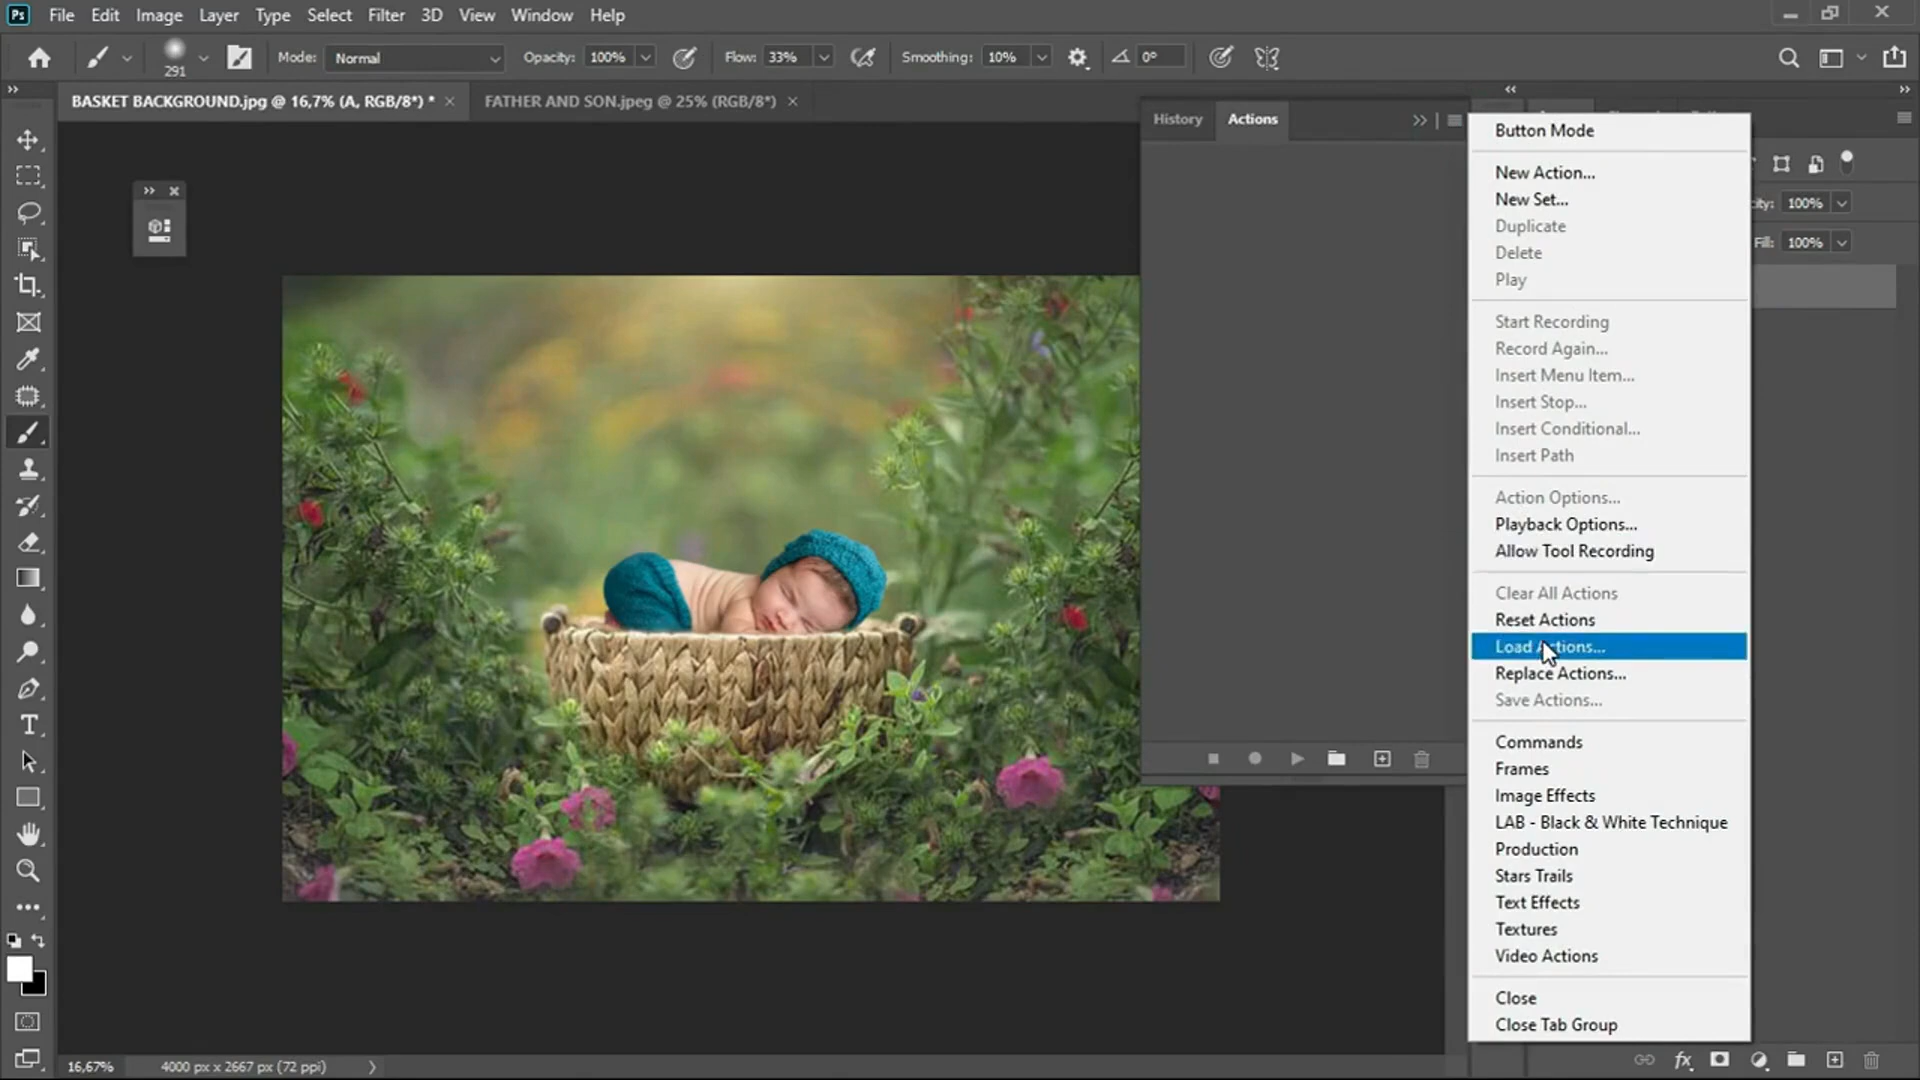 Ps File Edit Image Layer Type Select Filter 3D View Window Help
291 Mode: Normal Opacity: 100% Flow: 33% Smoothing: 10% 0°
BASKET BACKGROUND.jpg @ 16,7% (A, RGB/8*) * × FATHER AND SON.jpeg @ 25% (RGB/8*) ×
History Actions
Button Mode
New Action...
New Set...
Duplicate
Delete
Play
Start Recording
Record Again...
Insert Menu Item...
Insert Stop...
Insert Conditional...
Insert Path
Action Options...
Playback Options...
Allow Tool Recording
Clear All Actions
Reset Actions
Load Actions...
Replace Actions...
Save Actions...
Commands
Frames
Image Effects
LAB - Black & White Technique
Production
Stars Trails
Text Effects
Textures
Video Actions
Close
Close Tab Group
city: 100%
Fill: 100%
16,67% 4000 px x 2667 px (72 ppi)